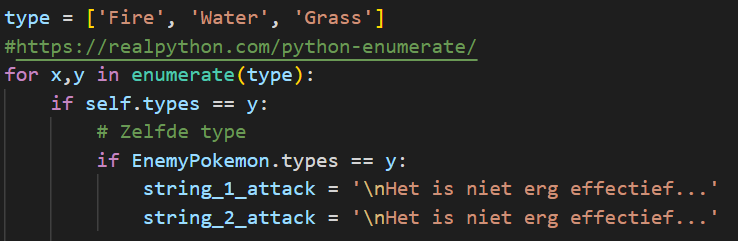 type = ['Fire', 'Water', 'Grass']
#https://realpython.com/python-enumerate/
for x,y in enumerate(type):
    if self.types == y:
        # Zelfde type
        if EnemyPokemon.types == y:
            string_1_attack = '\nHet is niet erg effectief...'
            string_2_attack = '\nHet is niet erg effectief...'